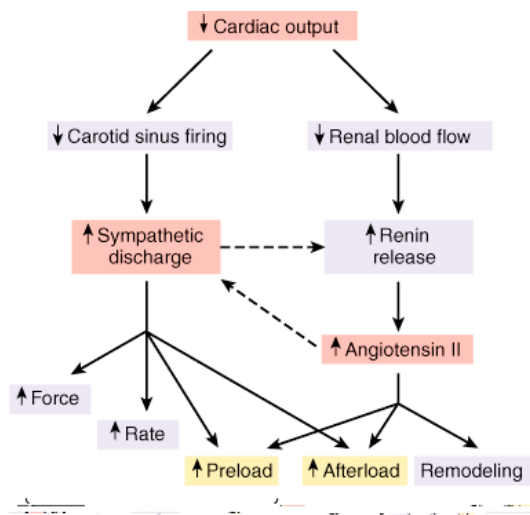 ↓ Cardiac output
↓ Carotid sinus firing
↓ Renal blood flow
↑ Sympathetic
discharge
↑ Renin
release
↑ Angiotensin II
↑ Force
↑ Rate
↑ Preload
↑ Afterload
Remodeling